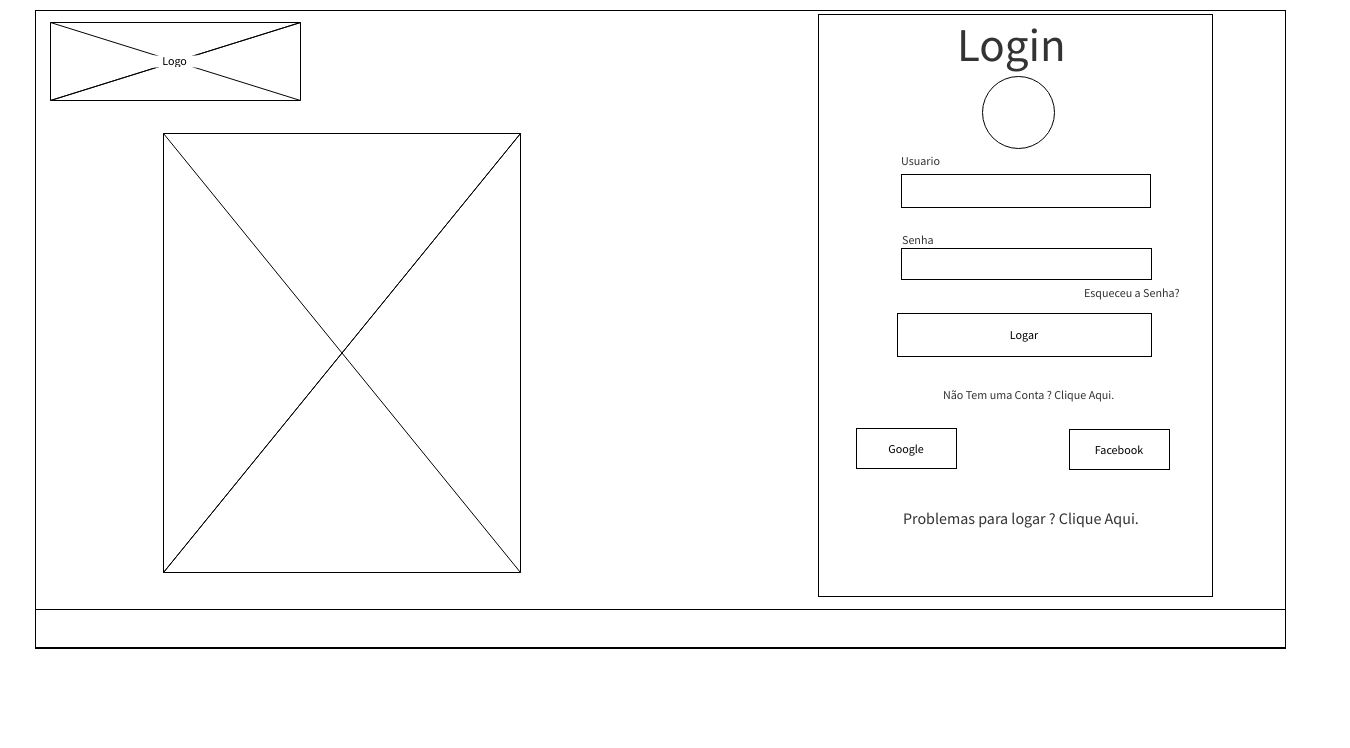 Logo
Login
Usuario
Senha
Esqueceu a Senha?
Logar
Não Tem uma Conta ? Clique Aqui.
Google
Facebook
Problemas para logar ? Clique Aqui.